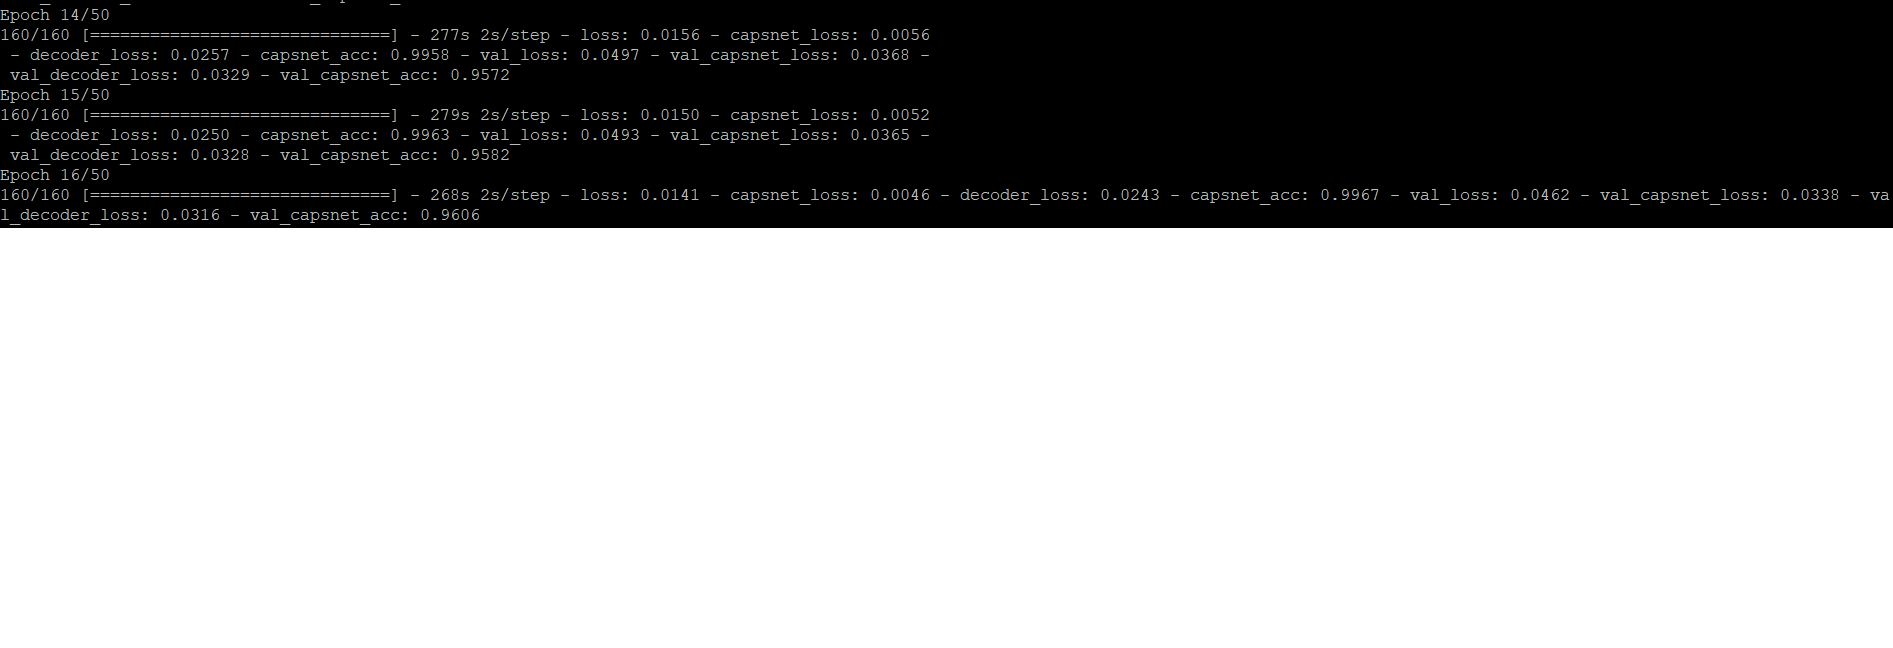 Epoch 14/50
160/160 [==============================] - 277s 2s/step - loss: 0.0156 - capsnet_loss: 0.0056
 - decoder_loss: 0.0257 - capsnet_acc: 0.9958 - val_loss: 0.0497 - val_capsnet_loss: 0.0368 -
 val_decoder_loss: 0.0329 - val_capsnet_acc: 0.9572
Epoch 15/50
160/160 [==============================] - 279s 2s/step - loss: 0.0150 - capsnet_loss: 0.0052
 - decoder_loss: 0.0250 - capsnet_acc: 0.9963 - val_loss: 0.0493 - val_capsnet_loss: 0.0365 -
 val_decoder_loss: 0.0328 - val_capsnet_acc: 0.9582
Epoch 16/50
160/160 [==============================] - 268s 2s/step - loss: 0.0141 - capsnet_loss: 0.0046 - decoder_loss: 0.0243 - capsnet_acc: 0.9967 - val_loss: 0.0462 - val_capsnet_loss: 0.0338 - va
l_decoder_loss: 0.0316 - val_capsnet_acc: 0.9606